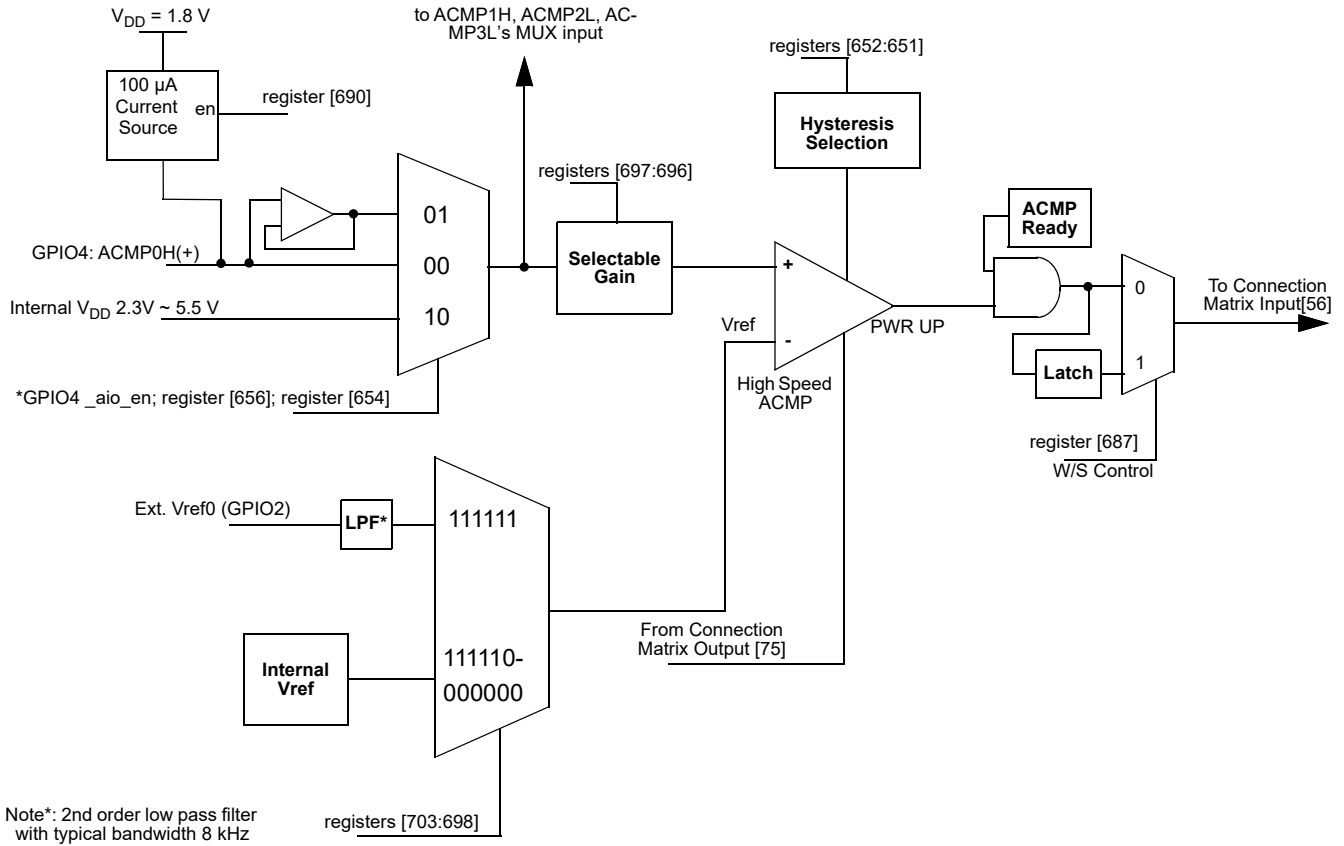 V_DD = 1.8 V
to ACMP1H, ACMP2L, AC-
MP3L's MUX input
registers [652:651]
100 µA
Current
Source
en
register [690]
Hysteresis
Selection
registers [697:696]
ACMP
Ready
01
GPIO4: ACMP0H(+)
00
Selectable
Gain
+
Internal V_DD 2.3V ~ 5.5 V
10
Vref
-
PWR UP
0
To Connection
Matrix Input[56]
Latch
1
High Speed
ACMP
*GPIO4 _aio_en; register [656]; register [654]
register [687]
W/S Control
Ext. Vref0 (GPIO2)
LPF*
111111
From Connection
Matrix Output [75]
Internal
Vref
111110-
000000
Note*: 2nd order low pass filter
with typical bandwidth 8 kHz
registers [703:698]